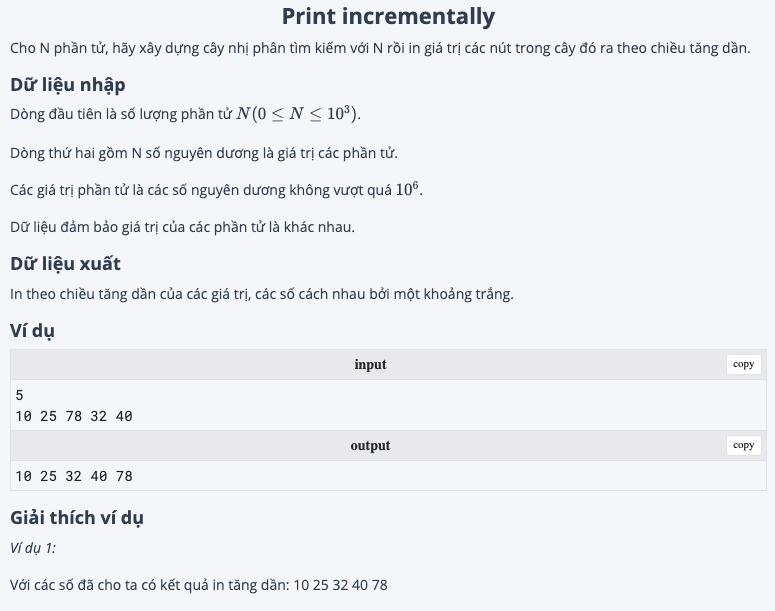 Print incrementally
Cho N phần tử, hãy xây dựng cây nhị phân tìm kiếm với N rồi in giá trị các nút trong cây đó ra theo chiều tăng dần.
Dữ liệu nhập
Dòng đầu tiên là số lượng phần tử N(0 ≤ N ≤ 10³).
Dòng thứ hai gồm N số nguyên dương là giá trị các phần tử.
Các giá trị phần tử là các số nguyên dương không vượt quá 10⁶.
Dữ liệu đảm bảo giá trị của các phần tử là khác nhau.
Dữ liệu xuất
In theo chiều tăng dần của các giá trị, các số cách nhau bởi một khoảng trắng.
Ví dụ
input copy
5
10 25 78 32 40
output copy
10 25 32 40 78
Giải thích ví dụ
Ví dụ 1:
Với các số đã cho ta có kết quả in tăng dần: 10 25 32 40 78